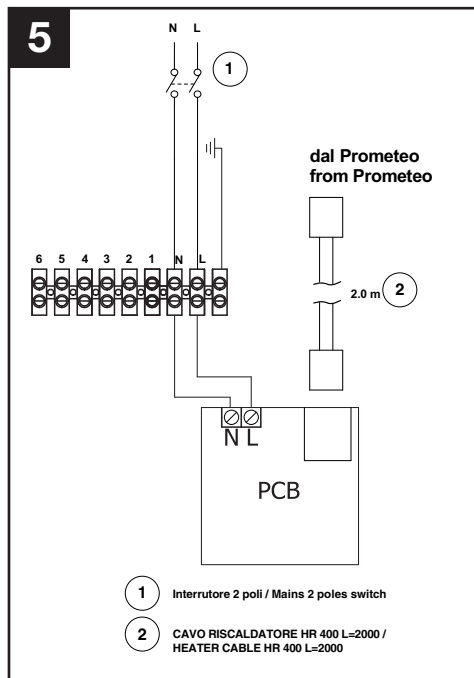 5
N L
1
dal Prometeo
from Prometeo
6 5 4 3 2 1 N L
2.0 m 2
N L
PCB
1 Interrutore 2 poli / Mains 2 poles switch
2 CAVO RISCALDATORE HR 400 L=2000 /
HEATER CABLE HR 400 L=2000